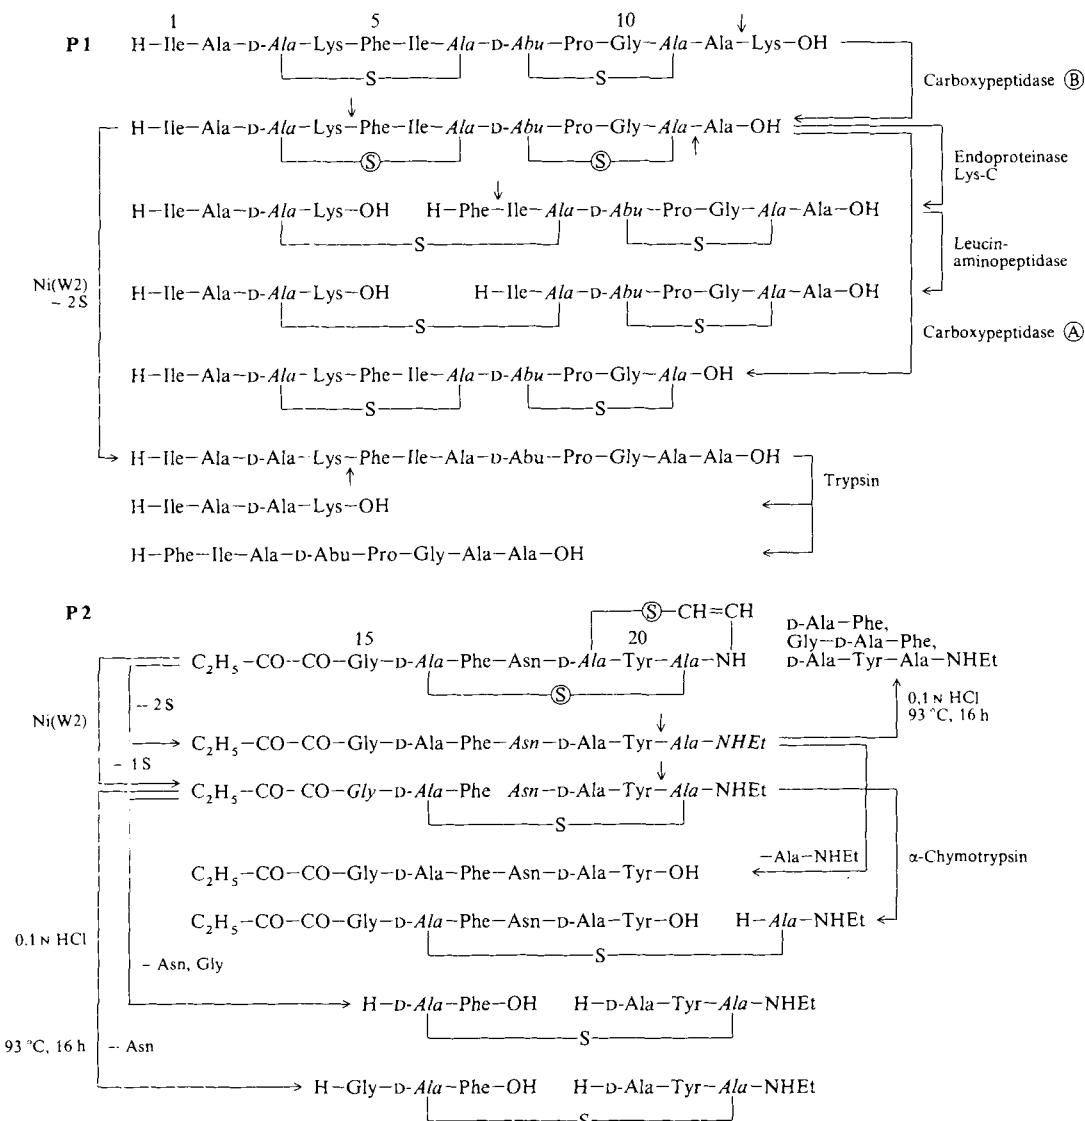 1 5 10
P1 H–Ile–Ala–D-Ala–Lys–Phe–Ile–Ala–D-Abu–Pro–Gly–Ala–Ala–Lys–OH
S S
Carboxypeptidase Ⓑ
H–Ile–Ala–D-Ala–Lys–Phe–Ile–Ala–D-Abu–Pro–Gly–Ala–Ala–OH
Ⓢ Ⓢ
Endoproteinase
Lys-C
H–Ile–Ala–D-Ala–Lys–OH H–Phe–Ile–Ala–D-Abu–Pro–Gly–Ala–Ala–OH
S S
Leucin-
aminopeptidase
Ni(W2)
– 2S
H–Ile–Ala–D-Ala–Lys–OH H–Ile–Ala–D-Abu–Pro–Gly–Ala–Ala–OH
S S
Carboxypeptidase Ⓐ
H–Ile–Ala–D-Ala–Lys–Phe–Ile–Ala–D-Abu–Pro–Gly–Ala–OH
S S
H–Ile–Ala–D-Ala–Lys–Phe–Ile–Ala–D-Abu–Pro–Gly–Ala–Ala–OH
Trypsin
H–Ile–Ala–D-Ala–Lys–OH
H–Phe–Ile–Ala–D-Abu–Pro–Gly–Ala–Ala–OH
P2
Ⓢ–CH=CH
15 20
C₂H₅–CO–CO–Gly–D-Ala–Phe–Asn–D-Ala–Tyr–Ala–NH
Ⓢ
D-Ala–Phe,
Gly–D-Ala–Phe,
D-Ala–Tyr–Ala–NHEt
0,1 N HCl
93 °C, 16 h
Ni(W2)
– 2S
C₂H₅–CO–CO–Gly–D-Ala–Phe–Asn–D-Ala–Tyr–Ala–NHEt
– 1S
C₂H₅–CO–CO–Gly–D-Ala–Phe Asn–D-Ala–Tyr–Ala–NHEt
S
α-Chymotrypsin
–Ala–NHEt
C₂H₅–CO–CO–Gly–D-Ala–Phe–Asn–D-Ala–Tyr–OH
C₂H₅–CO–CO–Gly–D-Ala–Phe–Asn–D-Ala–Tyr–OH H–Ala–NHEt
S
0.1 N HCl
– Asn, Gly
H–D-Ala–Phe–OH H–D-Ala–Tyr–Ala–NHEt
S
93 °C, 16 h
– Asn
H–Gly–D-Ala–Phe–OH H–D-Ala–Tyr–Ala–NHEt
S